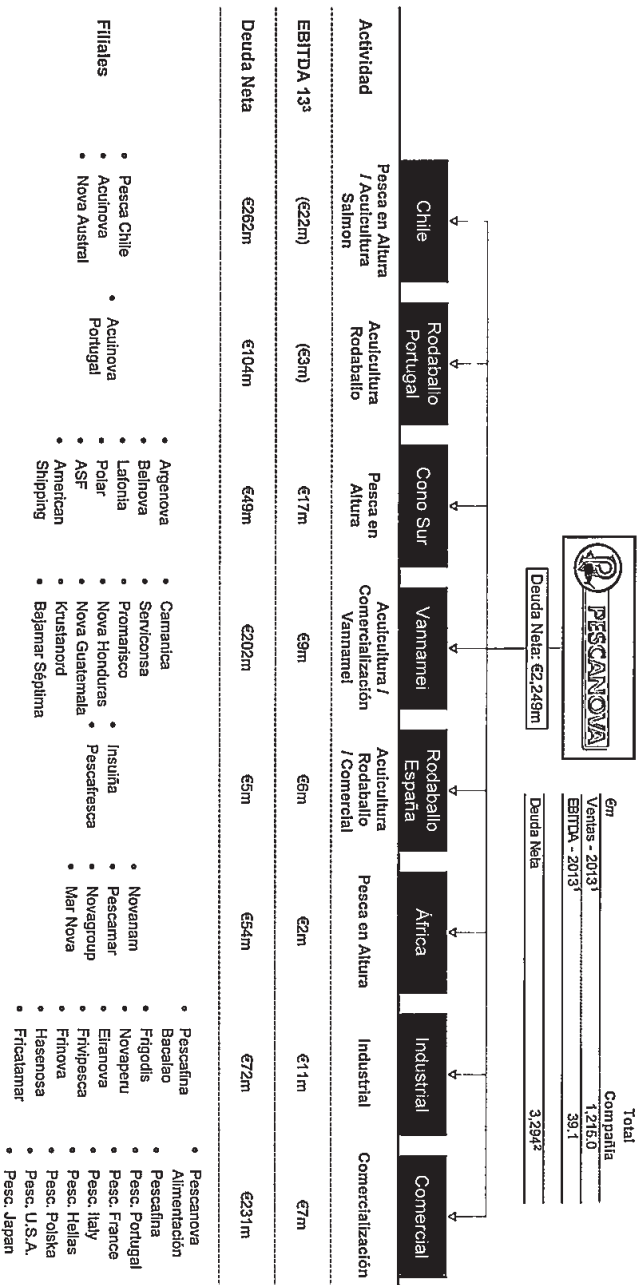 PESCANOVA
Deuda Neta: €2,249m
€m
Total
Compañía
Ventas - 2013¹
1,215.0
EBITDA - 2013¹
39.1
Deuda Neta
3,294²
Chile
Rodaballo
Portugal
Cono Sur
Vannamei
Rodaballo
España
África
Industrial
Comercial
Actividad
Pesca en Altura
/ Acuicultura
Salmon
Acuicultura
Rodaballo
Pesca en
Altura
Acuicultura /
Comercialización
Vannamei
Acuicultura
Rodaballo
/ Comercial
Pesca en Altura
Industrial
Comercialización
EBITDA 13³
(€22m)
(€3m)
€17m
€9m
€6m
€2m
€11m
€7m
Deuda Neta
€262m
€104m
€49m
€202m
€5m
€54m
€72m
€231m
Filiales
• Pesca Chile
• Acuinova
• Nova Austral
• Acuinova
Portugal
• Argenova
• Belnova
• Lafonia
• Polar
• ASF
• American
Shipping
• Camanica
• Serviconsa
• Promarisco
• Nova Honduras
• Nova Guatemala
• Krustanord
• Bajamar Séptima
• Insuiña
• Pescafresca
• Novanam
• Pescamar
• Novagroup
• Mar Nova
• Pescafina
Bacalao
• Frigodis
• Novaperu
• Eiranova
• Frivipesca
• Frinova
• Hasenosa
• Fricatamar
• Pescanova
Alimentación
• Pescafina
• Pesc. Portugal
• Pesc. France
• Pesc. Italy
• Pesc. Hellas
• Pesc. Polska
• Pesc. U.S.A.
• Pesc. Japan